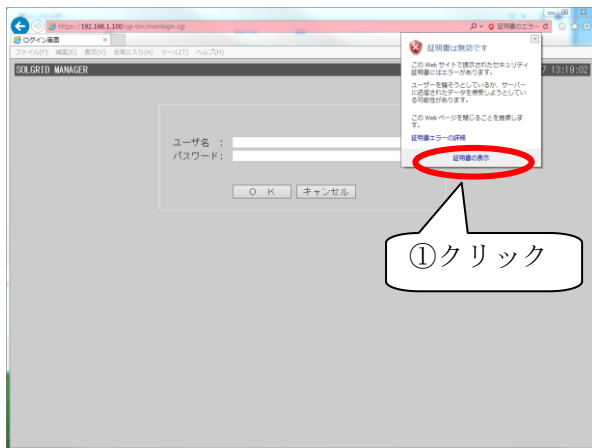 https://192.168.1.100/cgi-bin/mainlogin.cgi
証明書のエラー
ログイン画面
ファイル(F) 編集(E) 表示(V) お気に入り(A) ツール(T) ヘルプ(H)
SOLGRID MANAGER
7 13:19:02
証明書は無効です
この Web サイトで提示されたセキュリティ
証明書にはエラーがあります。
ユーザーを騙そうとしているか、サーバー
に送信されたデータを傍受しようとしてい
る可能性があります。
この Web ページを閉じることを推奨しま
す。
証明書エラーの詳細
証明書の表示
ユーザ名 :
パスワード:
O K
キャンセル
①クリック